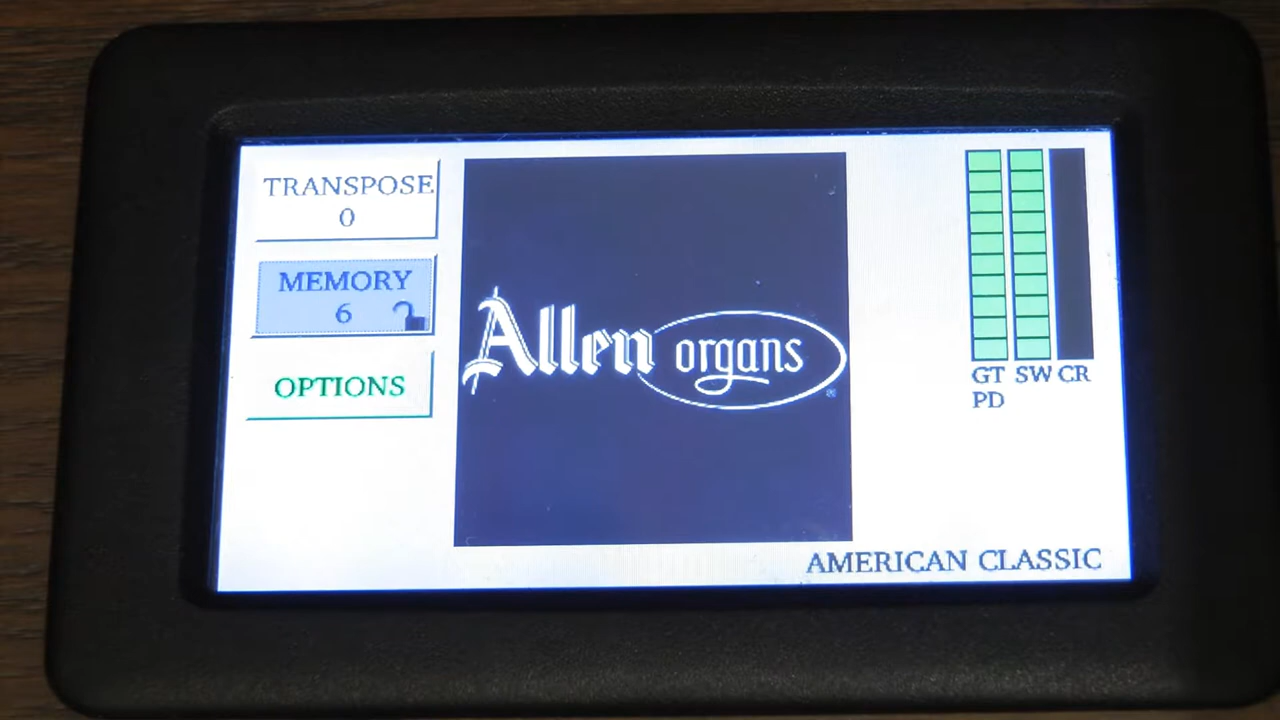 TRANSPOSE
0
MEMORY
6
OPTIONS
Allen organs
GT SW CR
PD
AMERICAN CLASSIC